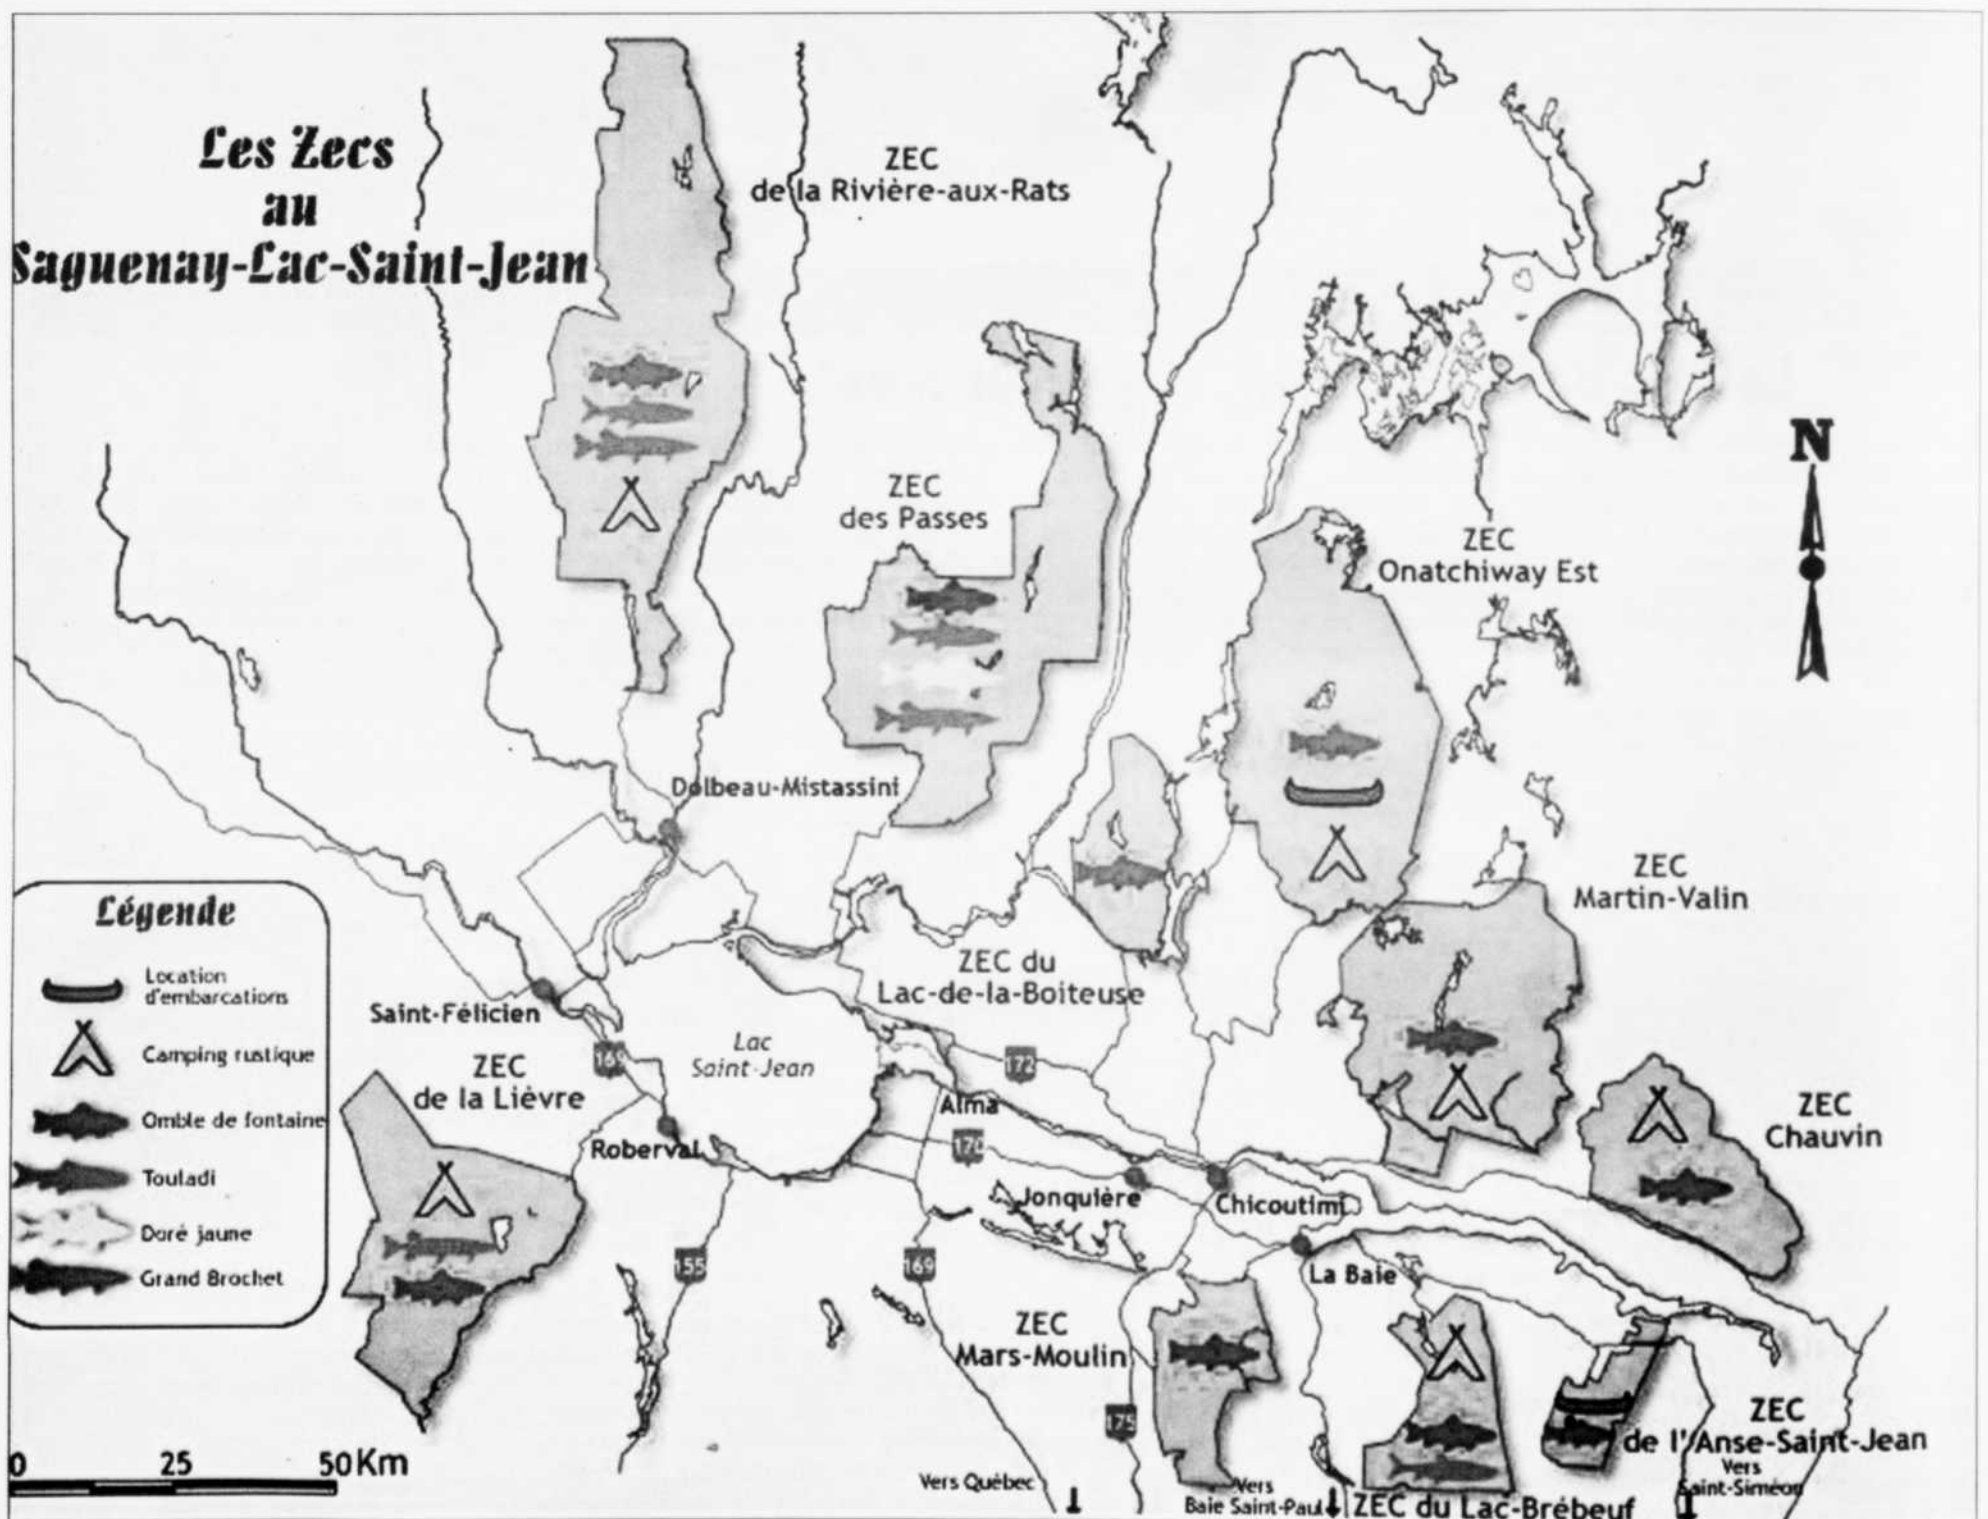 Les Zecs
au
Saguenay-Lac-Saint-Jean
ZEC
de la Rivière-aux-Rats
N
ZEC
des Passes
ZEC
Onatchiway Est
Dolbeau-Mistassini
ZEC
Martin-Valin
ZEC du
Lac-de-la-Boiteuse
Légende
Location
d'embarcations
Camping rustique
Omble de fontaine
Touladi
Doré jaune
Grand Brochet
Saint-Félicien
169
Lac
Saint-Jean
172
ZEC
de la Lièvre
Alma
ZEC
Chauvin
Roberval
170
Jonquière
Chicoutimi
155
169
La Baie
ZEC
Mars-Moulin
175
ZEC
de l'Anse-Saint-Jean
0 25 50 Km
Vers Québec
Vers
Baie Saint-Paul
ZEC du Lac-Brébeuf
Vers
Saint-Siméon